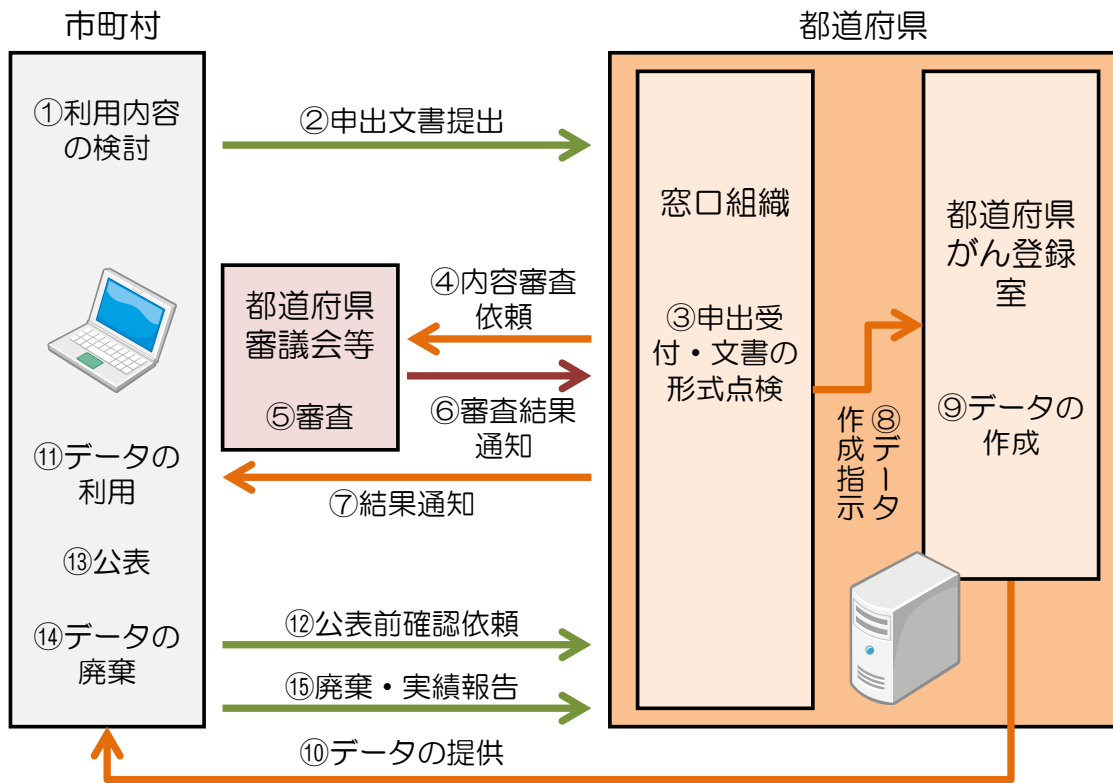 市町村
都道府県
①利用内容
の検討
②申出文書提出
窓口組織
都道府県
がん登録
室
④内容審査
依頼
都道府県
審議会等
③申出受
付・文書の
形式点検
⑤審査
⑥審査結果
通知
⑧データ
作成指示
⑨データの
作成
⑪データの
利用
⑦結果通知
⑬公表
⑫公表前確認依頼
⑭データの
廃棄
⑮廃棄・実績報告
⑩データの提供